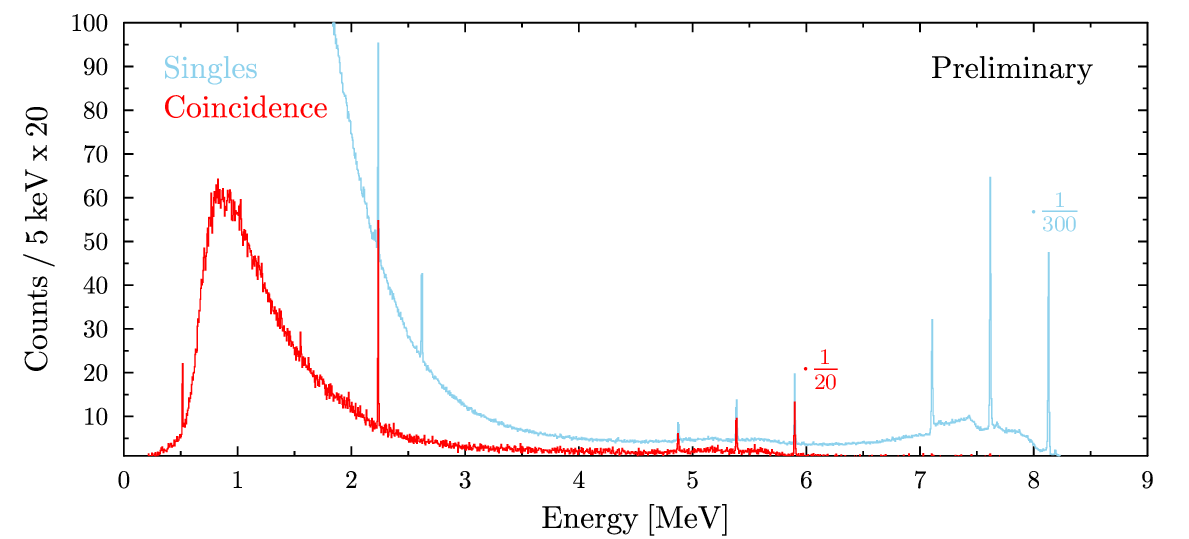 100
90
80
70
60
50
40
30
20
10
Counts / 5 keV x 20
Singles
Coincidence
Preliminary
· 1/300
· 1/20
0 1 2 3 4 5 6 7 8 9
Energy [MeV]